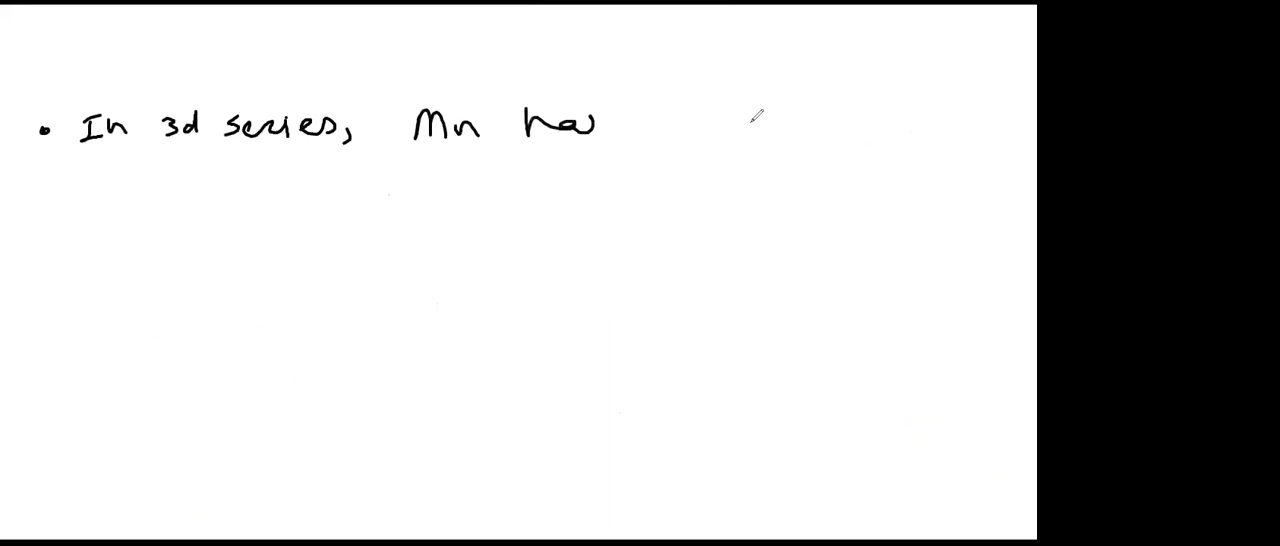 • In 3d series, Mn has